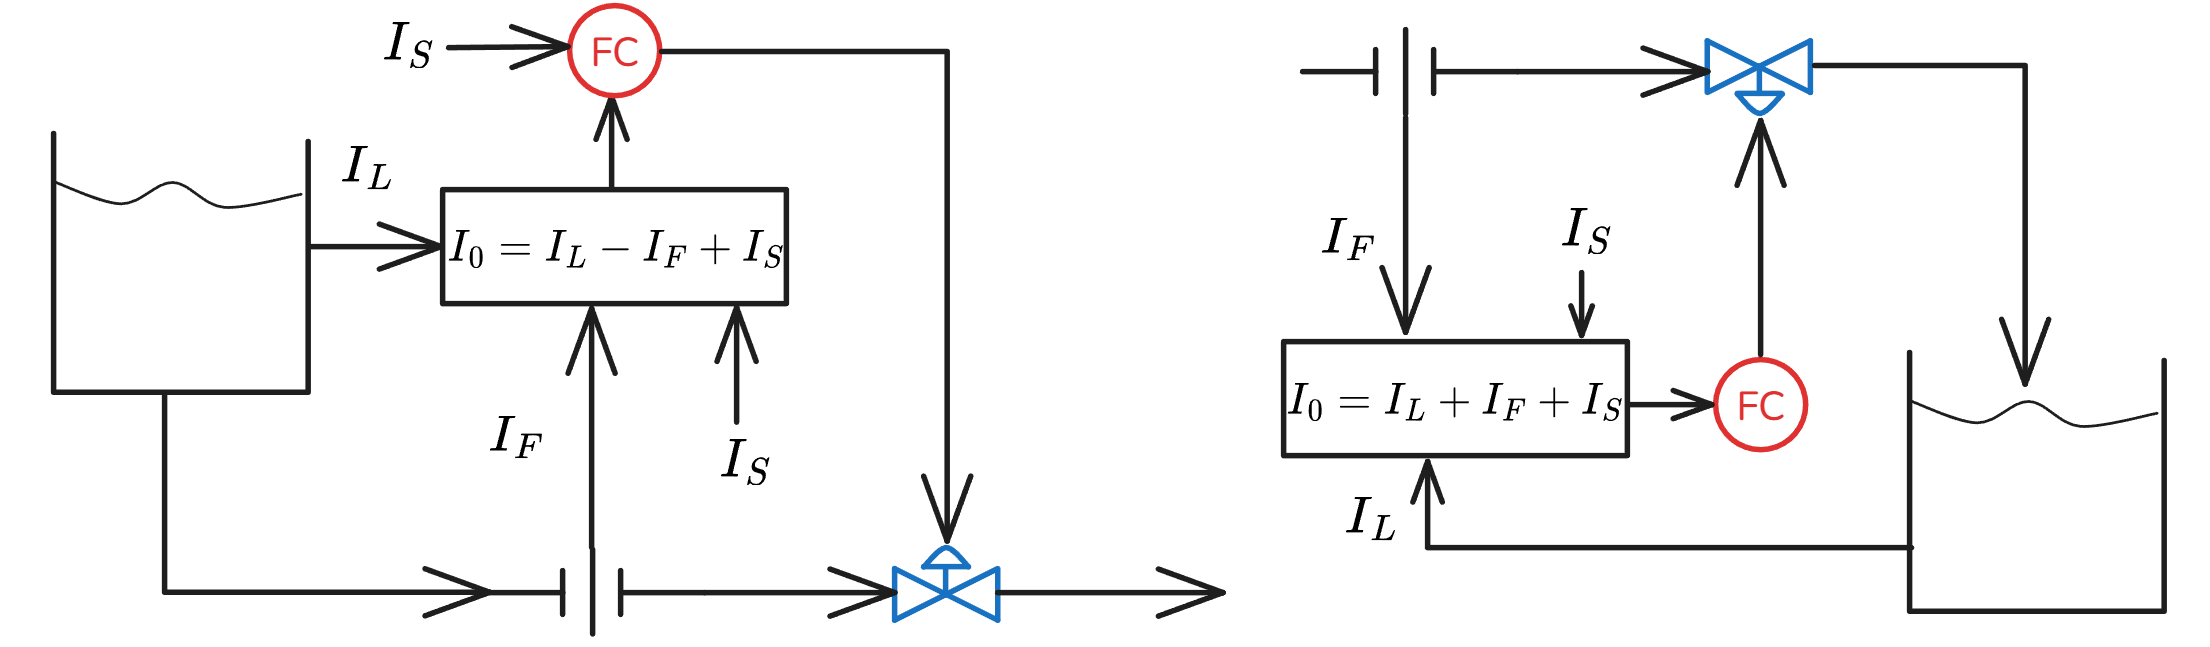 I_S
FC
I_L
I_0 = I_L − I_F + I_S
I_F
I_S
I_F
I_S
I_0 = I_L + I_F + I_S
FC
I_L